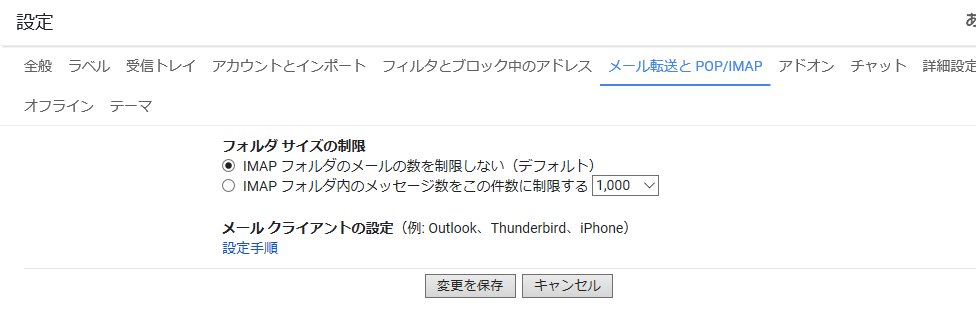 設定
あ
全般 ラベル 受信トレイ アカウントとインポート フィルタとブロック中のアドレス メール転送と POP/IMAP アドオン チャット 詳細設定
オフライン テーマ
フォルダ サイズの制限
IMAP フォルダのメールの数を制限しない（デフォルト）
IMAP フォルダ内のメッセージ数をこの件数に制限する 1,000
メール クライアントの設定（例: Outlook、Thunderbird、iPhone）
設定手順
変更を保存 キャンセル